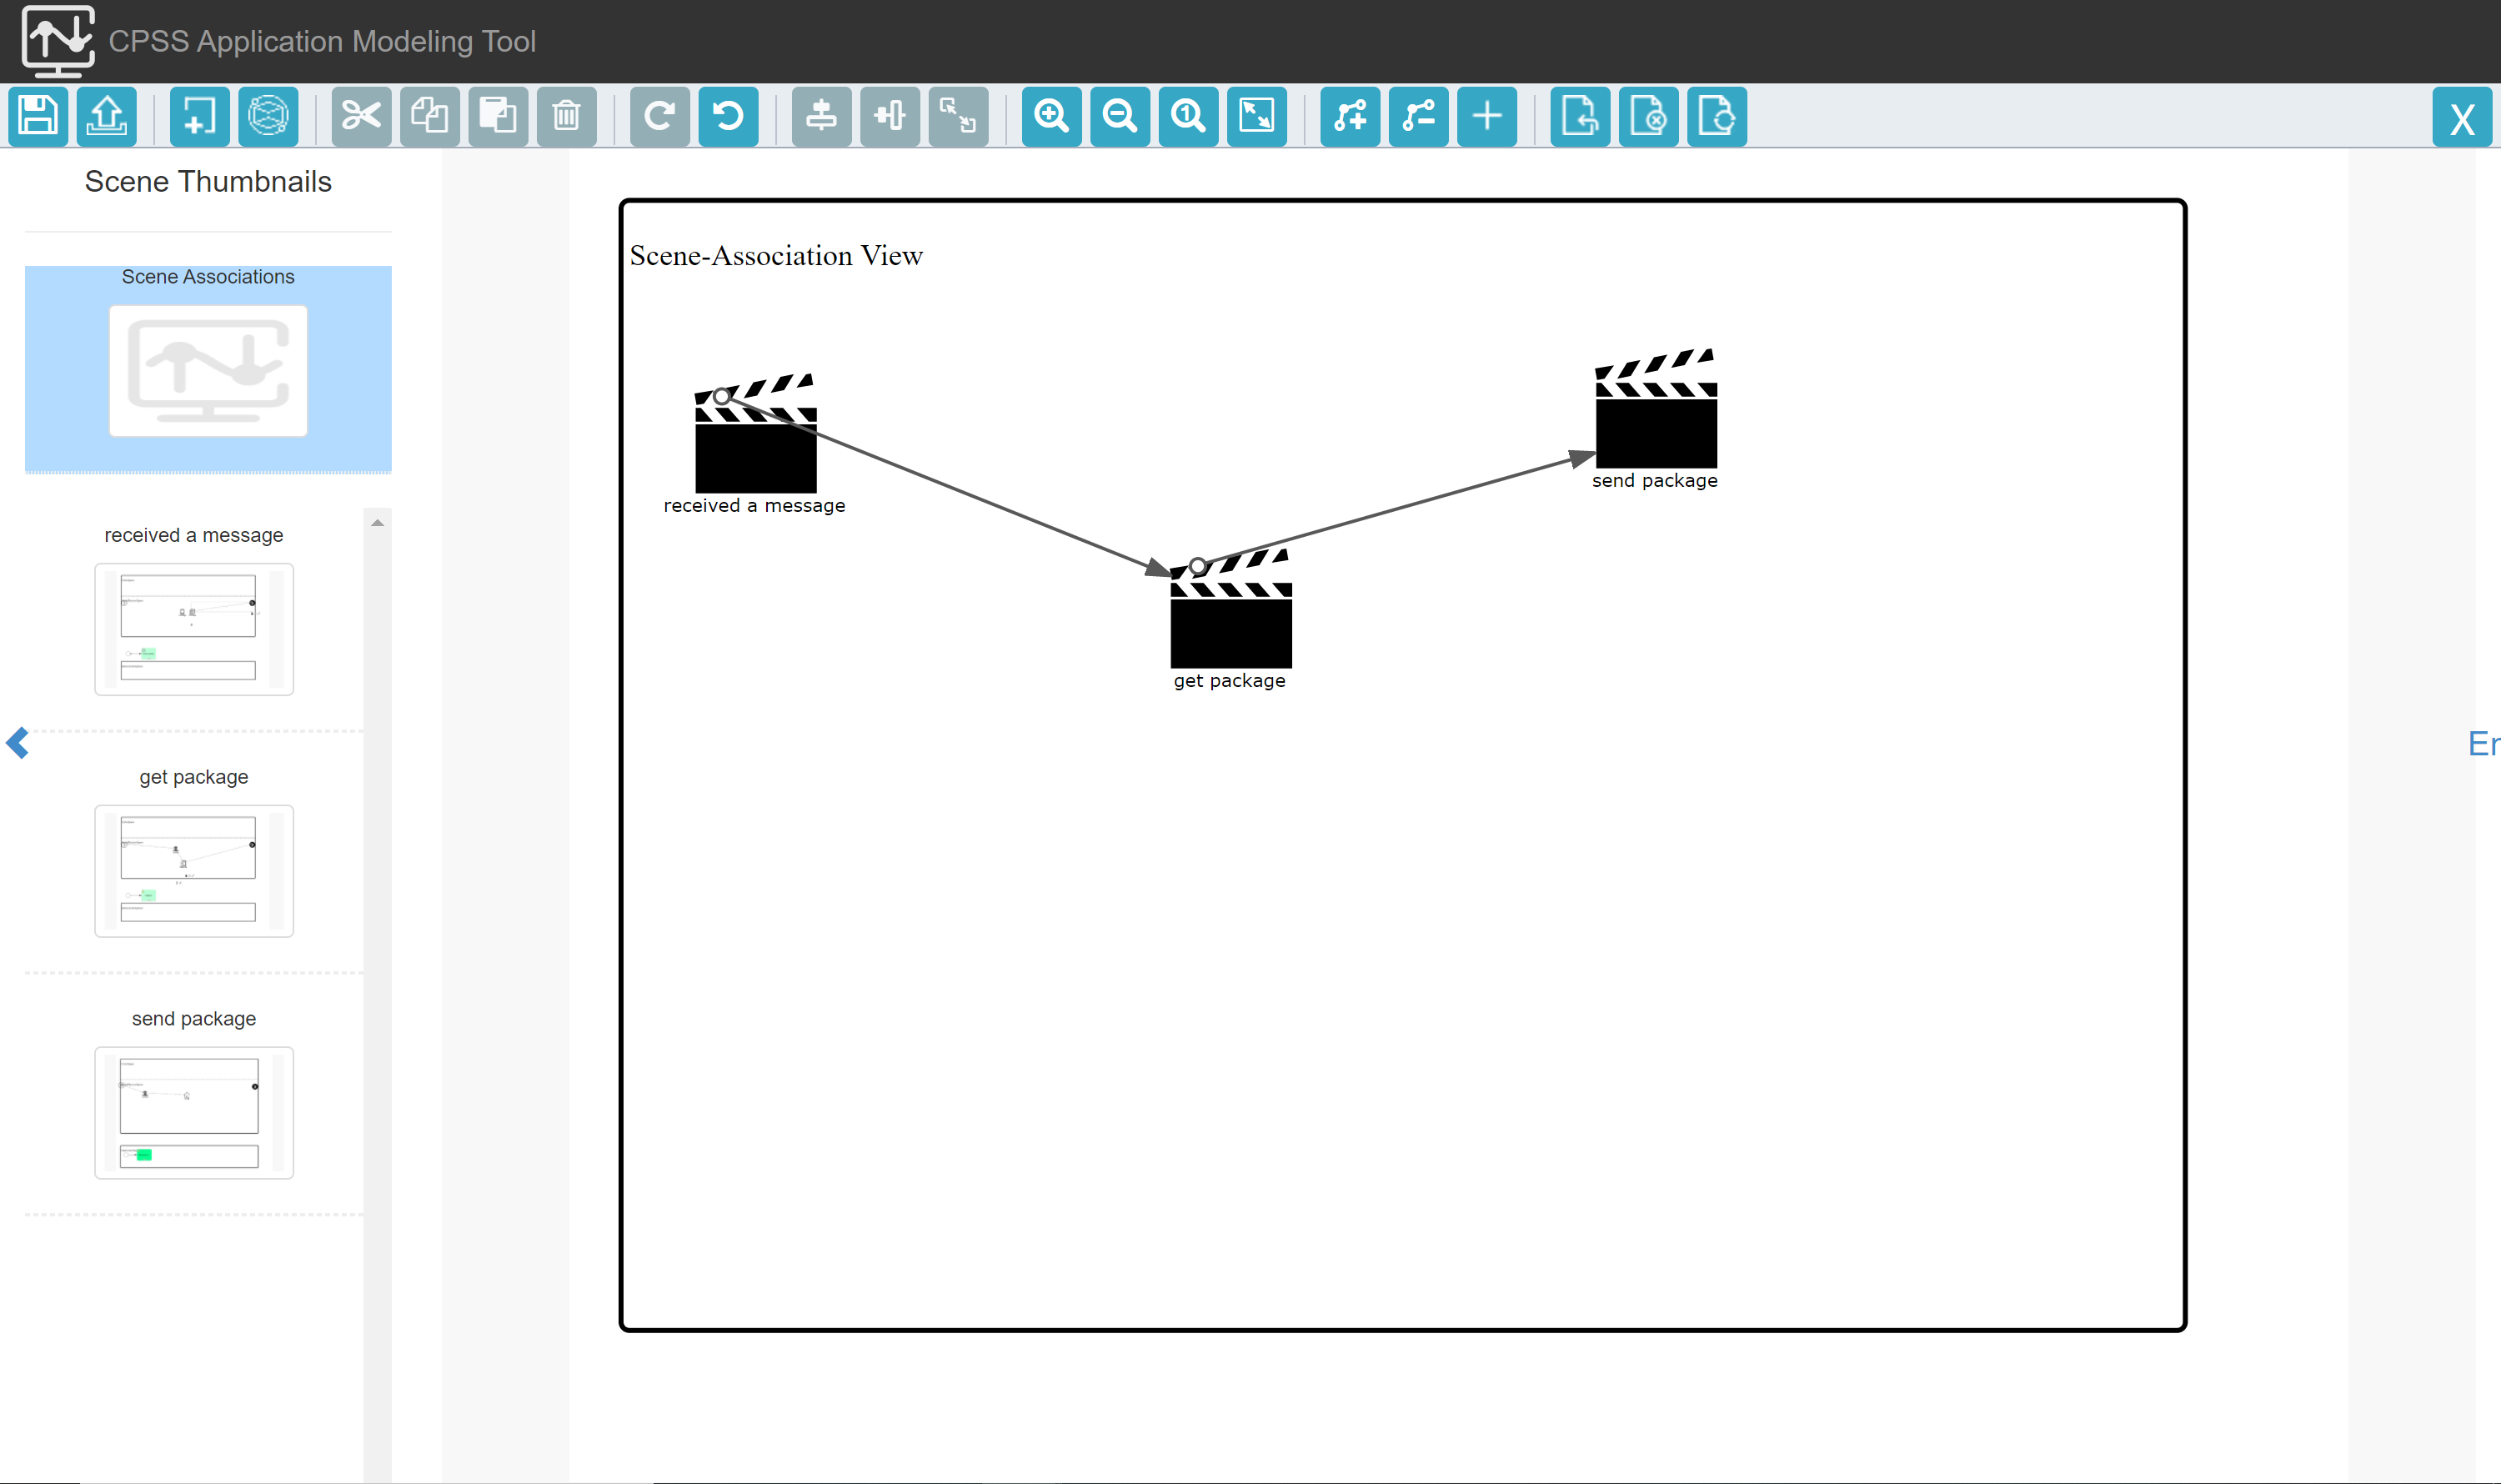 CPSS Application Modeling Tool
1
X
Scene Thumbnails
Scene Associations
received a message
get package
send package
Scene-Association View
received a message
send package
get package